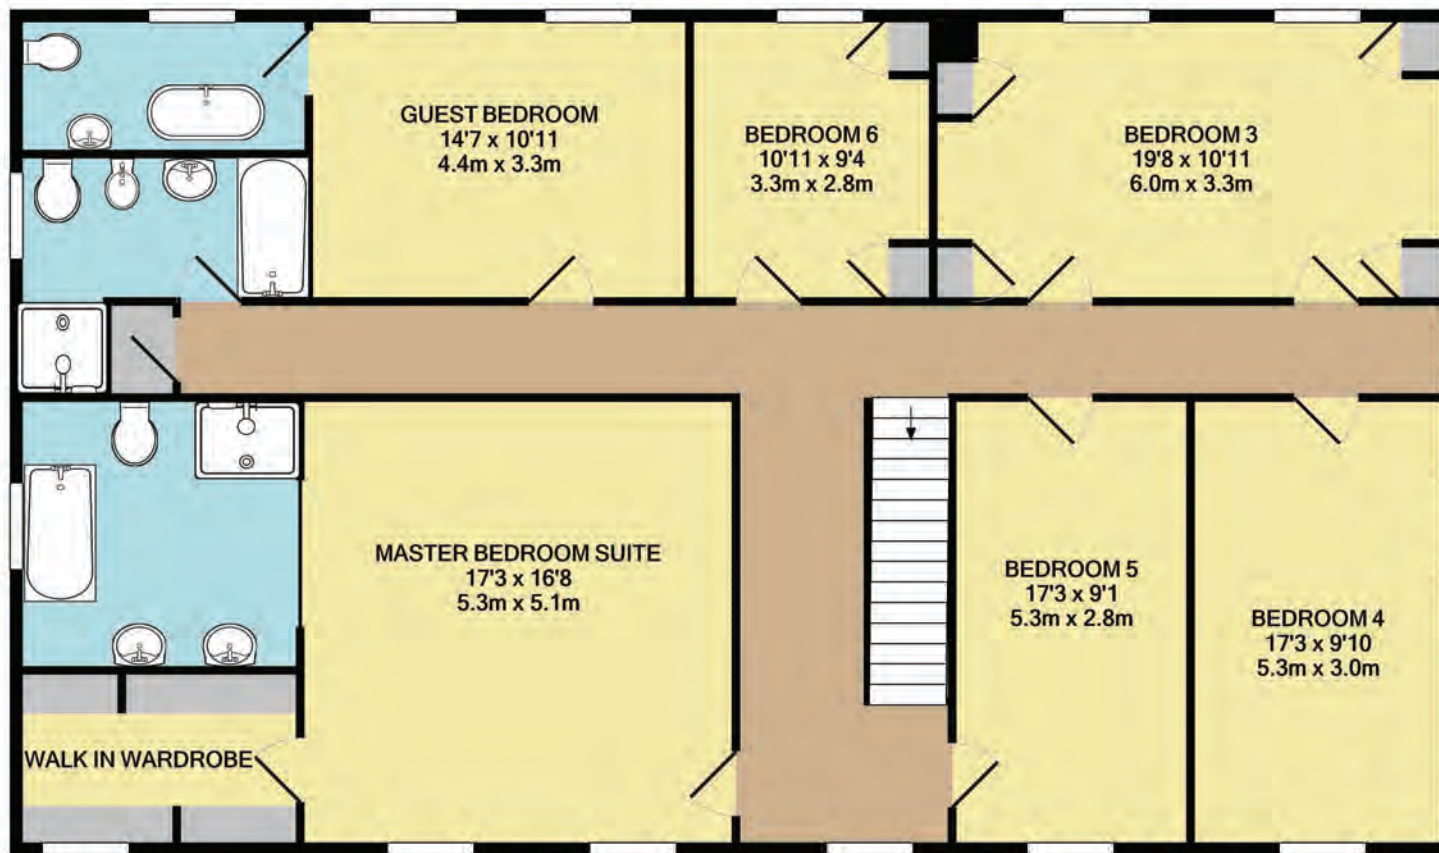 GUEST BEDROOM
14'7 x 10'11
4.4m x 3.3m
BEDROOM 6
10'11 x 9'4
3.3m x 2.8m
BEDROOM 3
19'8 x 10'11
6.0m x 3.3m
MASTER BEDROOM SUITE
17'3 x 16'8
5.3m x 5.1m
BEDROOM 5
17'3 x 9'1
5.3m x 2.8m
BEDROOM 4
17'3 x 9'10
5.3m x 3.0m
WALK IN WARDROBE